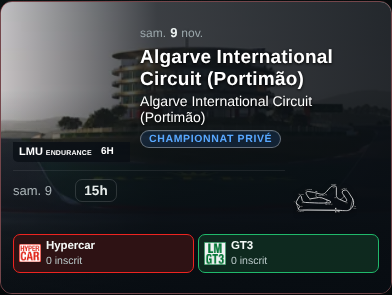 sam. 9 nov.
Algarve International
Circuit (Portimão)
Algarve International Circuit
(Portimão)
CHAMPIONNAT PRIVÉ
LMU ENDURANCE 6H
sam. 9 15h
HYPER
CAR
Hypercar
0 inscrit
LM
GT3
GT3
0 inscrit